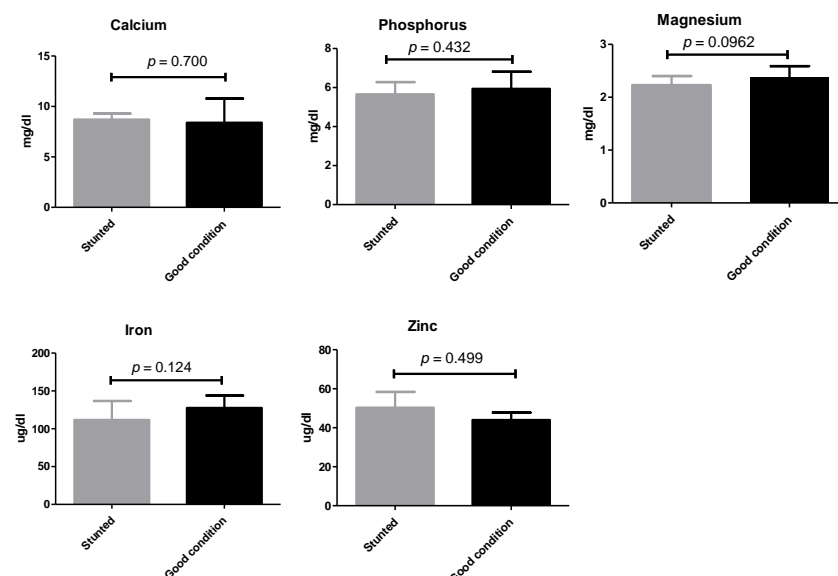 Calcium
15
10
5
0
mg/dl
p = 0.700
Stunted
Good condition
Phosphorus
8
6
4
2
0
mg/dl
p = 0.432
Stunted
Good condition
Magnesium
3
2
1
0
mg/dl
p = 0.0962
Stunted
Good condition
Iron
200
150
100
50
0
ug/dl
p = 0.124
Stunted
Good condition
Zinc
80
60
40
20
0
ug/dl
p = 0.499
Stunted
Good condition